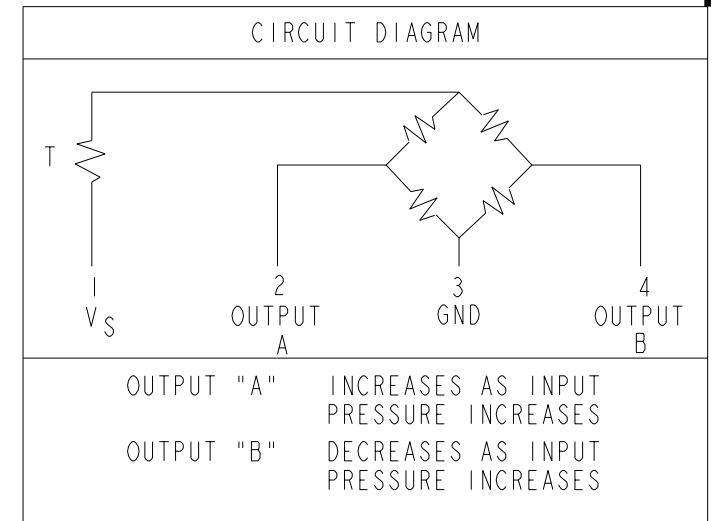 CIRCUIT DIAGRAM
T
1 2 3 4
VS OUTPUT GND OUTPUT
A B
OUTPUT "A" INCREASES AS INPUT
PRESSURE INCREASES
OUTPUT "B" DECREASES AS INPUT
PRESSURE INCREASES